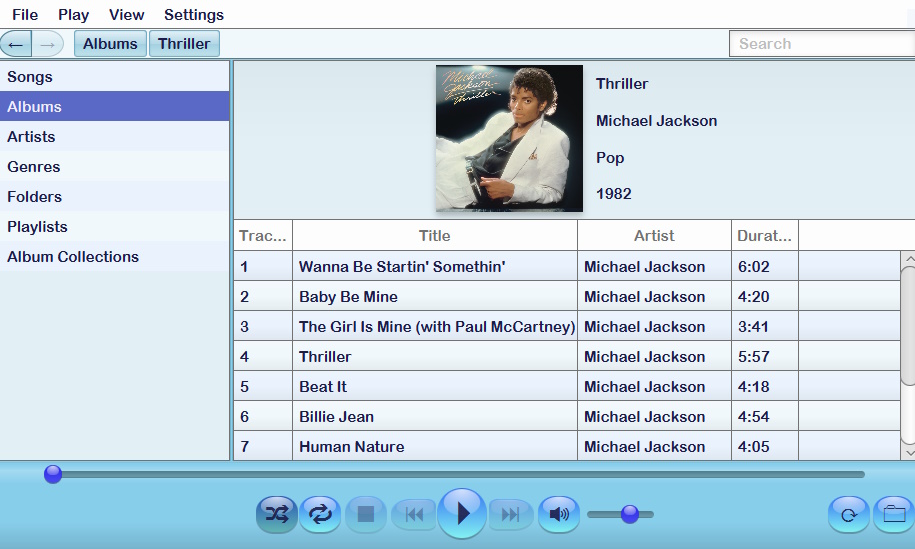 File Play View Settings
← → Albums Thriller Search
Songs
Albums
Artists
Genres
Folders
Playlists
Album Collections
Michael
Jackson
Thriller
Thriller
Michael Jackson
Pop
1982
Trac... Title Artist Durat...
1 Wanna Be Startin' Somethin' Michael Jackson 6:02
2 Baby Be Mine Michael Jackson 4:20
3 The Girl Is Mine (with Paul McCartney) Michael Jackson 3:41
4 Thriller Michael Jackson 5:57
5 Beat It Michael Jackson 4:18
6 Billie Jean Michael Jackson 4:54
7 Human Nature Michael Jackson 4:05